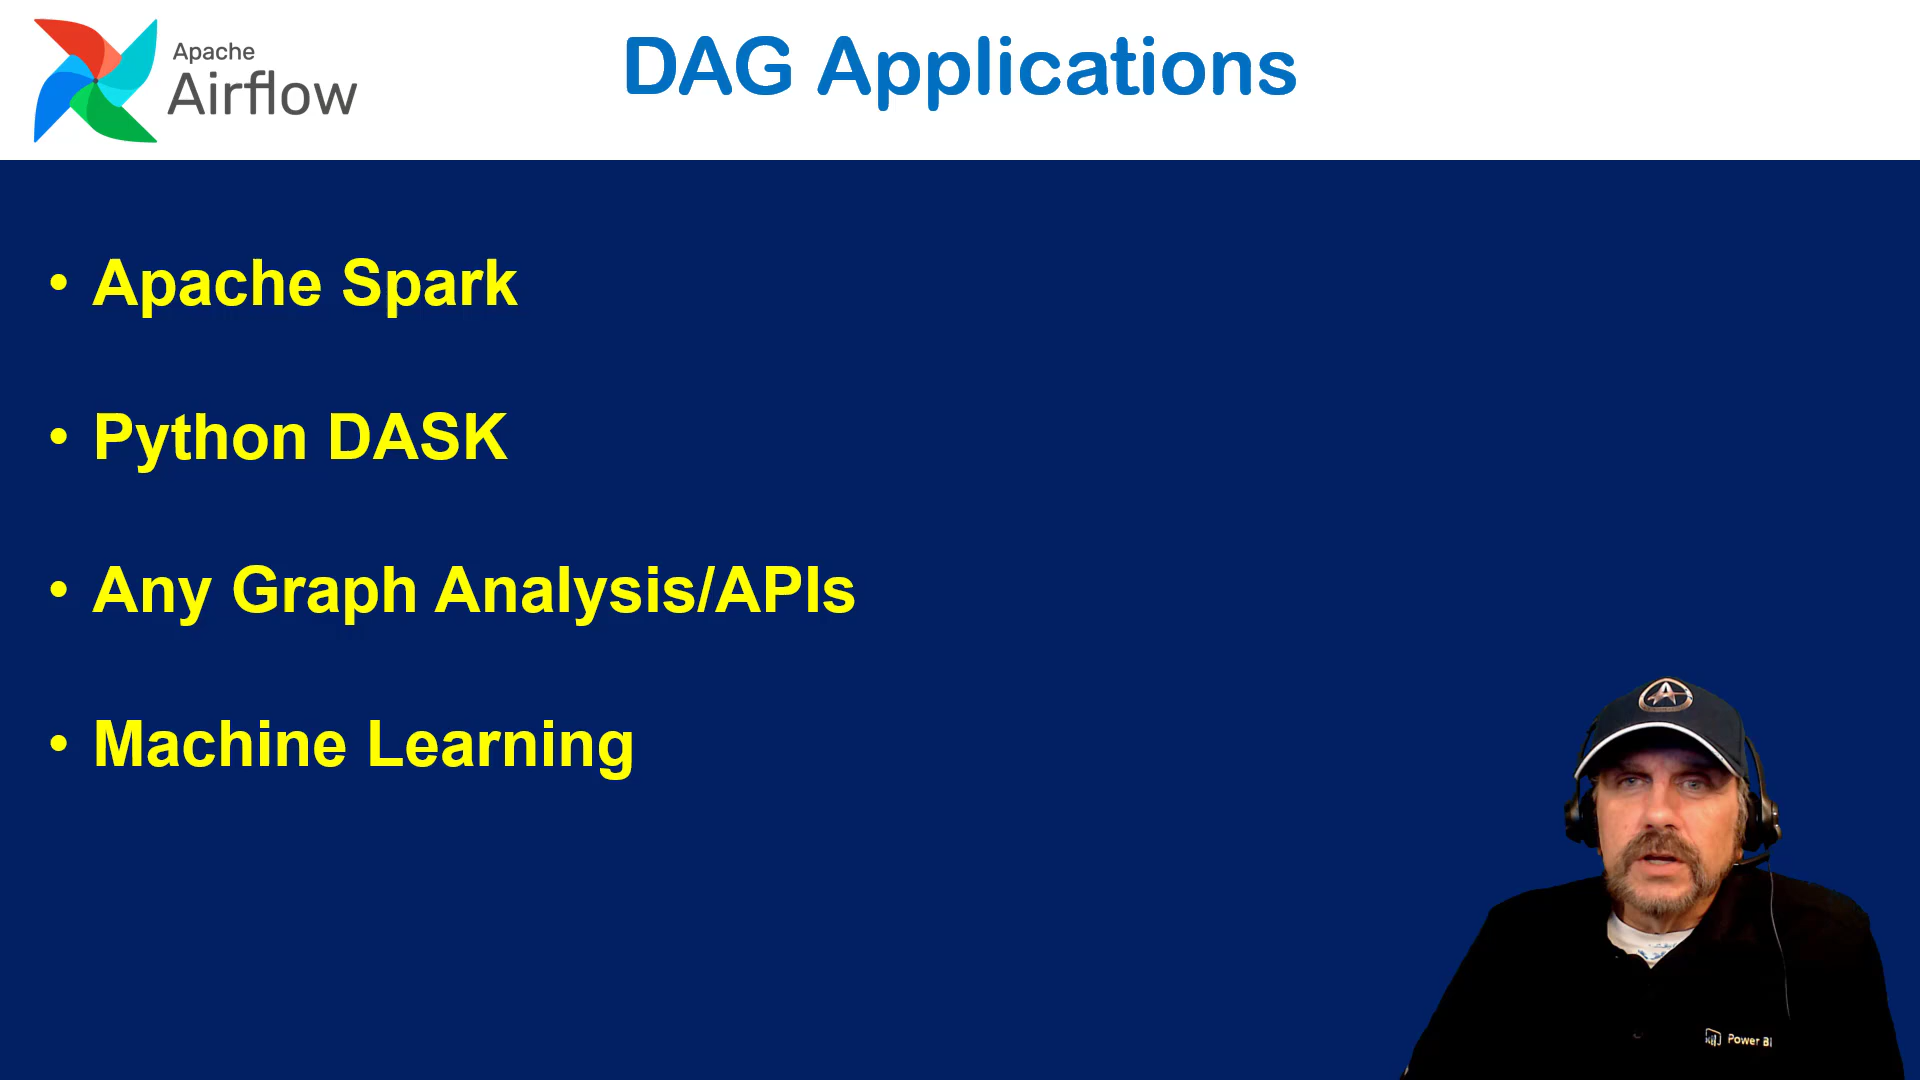 Apache
Airflow
DAG Applications
• Apache Spark
• Python DASK
• Any Graph Analysis/APIs
• Machine Learning
Power BI